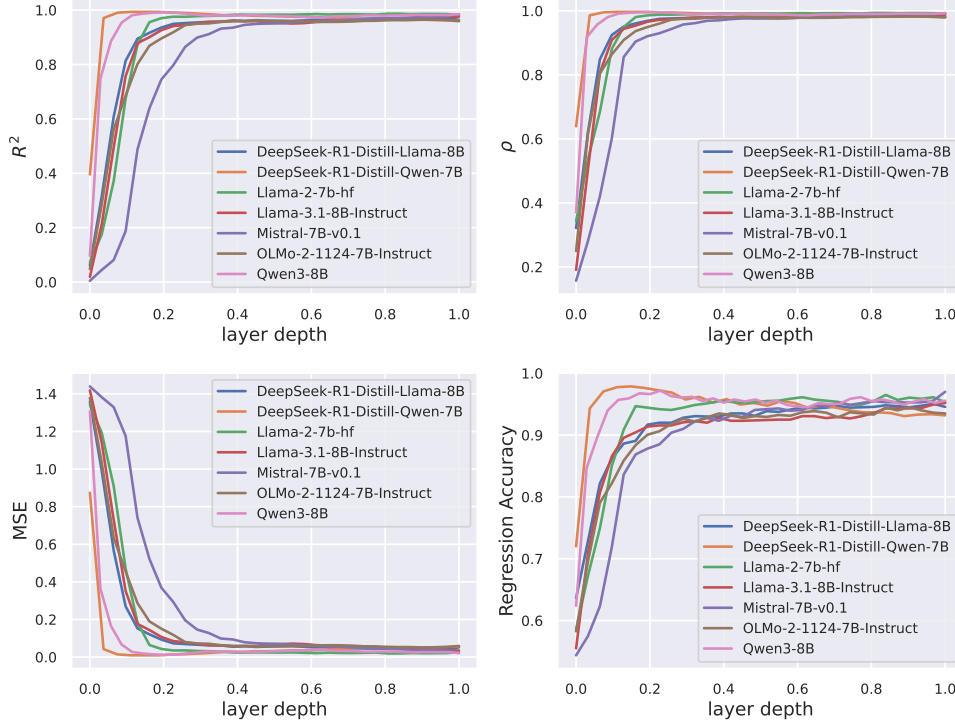 R²
1.0
0.8
0.6
0.4
0.2
0.0
0.0 0.2 0.4 0.6 0.8 1.0
layer depth
DeepSeek-R1-Distill-Llama-8B
DeepSeek-R1-Distill-Qwen-7B
Llama-2-7b-hf
Llama-3.1-8B-Instruct
Mistral-7B-v0.1
OLMo-2-1124-7B-Instruct
Qwen3-8B
ρ
1.0
0.8
0.6
0.4
0.2
0.0 0.2 0.4 0.6 0.8 1.0
layer depth
DeepSeek-R1-Distill-Llama-8B
DeepSeek-R1-Distill-Qwen-7B
Llama-2-7b-hf
Llama-3.1-8B-Instruct
Mistral-7B-v0.1
OLMo-2-1124-7B-Instruct
Qwen3-8B
MSE
1.4
1.2
1.0
0.8
0.6
0.4
0.2
0.0
0.0 0.2 0.4 0.6 0.8 1.0
layer depth
DeepSeek-R1-Distill-Llama-8B
DeepSeek-R1-Distill-Qwen-7B
Llama-2-7b-hf
Llama-3.1-8B-Instruct
Mistral-7B-v0.1
OLMo-2-1124-7B-Instruct
Qwen3-8B
Regression Accuracy
1.0
0.9
0.8
0.7
0.6
0.0 0.2 0.4 0.6 0.8 1.0
layer depth
DeepSeek-R1-Distill-Llama-8B
DeepSeek-R1-Distill-Qwen-7B
Llama-2-7b-hf
Llama-3.1-8B-Instruct
Mistral-7B-v0.1
OLMo-2-1124-7B-Instruct
Qwen3-8B